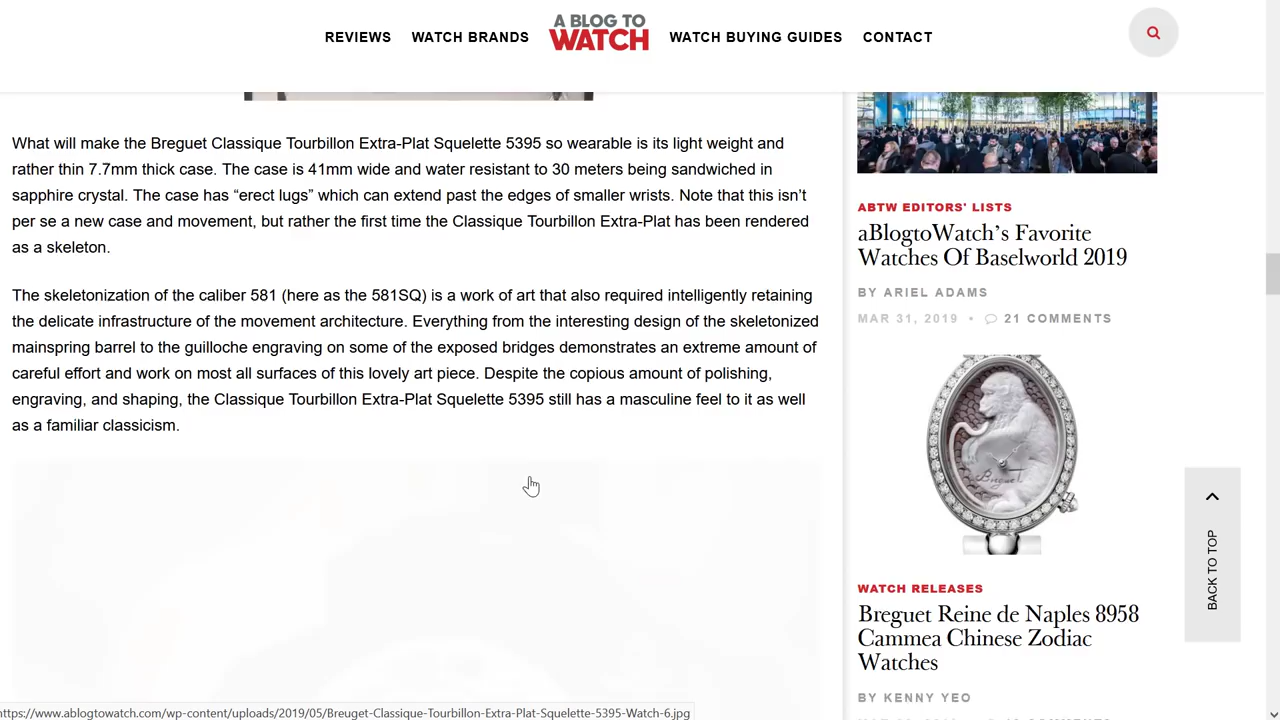 REVIEWS WATCH BRANDS A BLOG TO WATCH WATCH BUYING GUIDES CONTACT
What will make the Breguet Classique Tourbillon Extra-Plat Squelette 5395 so wearable is its light weight and
rather thin 7.7mm thick case. The case is 41mm wide and water resistant to 30 meters being sandwiched in
sapphire crystal. The case has “erect lugs” which can extend past the edges of smaller wrists. Note that this isn’t
per se a new case and movement, but rather the first time the Classique Tourbillon Extra-Plat has been rendered
as a skeleton.
The skeletonization of the caliber 581 (here as the 581SQ) is a work of art that also required intelligently retaining
the delicate infrastructure of the movement architecture. Everything from the interesting design of the skeletonized
mainspring barrel to the guilloche engraving on some of the exposed bridges demonstrates an extreme amount of
careful effort and work on most all surfaces of this lovely art piece. Despite the copious amount of polishing,
engraving, and shaping, the Classique Tourbillon Extra-Plat Squelette 5395 still has a masculine feel to it as well
as a familiar classicism.
ABTW EDITORS' LISTS
aBlogtoWatch’s Favorite
Watches Of Baselworld 2019
BY ARIEL ADAMS
MAR 31, 2019 • 21 COMMENTS
Breguet
WATCH RELEASES
Breguet Reine de Naples 8958
Cammea Chinese Zodiac
Watches
BY KENNY YEO
BACK TO TOP
https://www.ablogtowatch.com/wp-content/uploads/2019/05/Breuget-Classique-Tourbillon-Extra-Plat-Squelette-5395-Watch-6.jpg